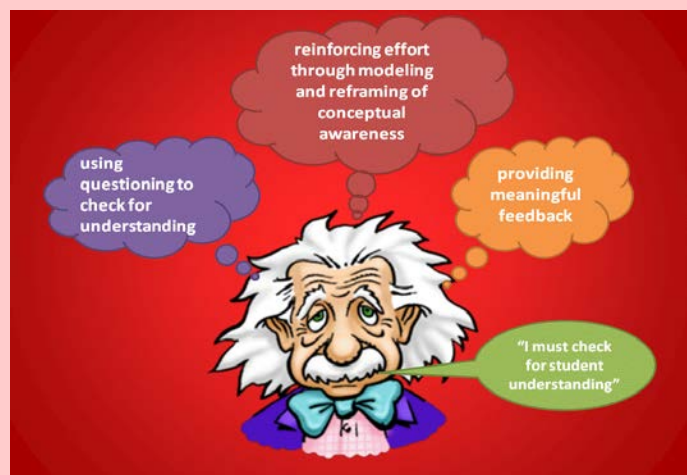 reinforcing effort
through modeling
and reframing of
conceptual
awareness
using
questioning to
check for
understanding
providing
meaningful
feedback
“I must check
for student
understanding”